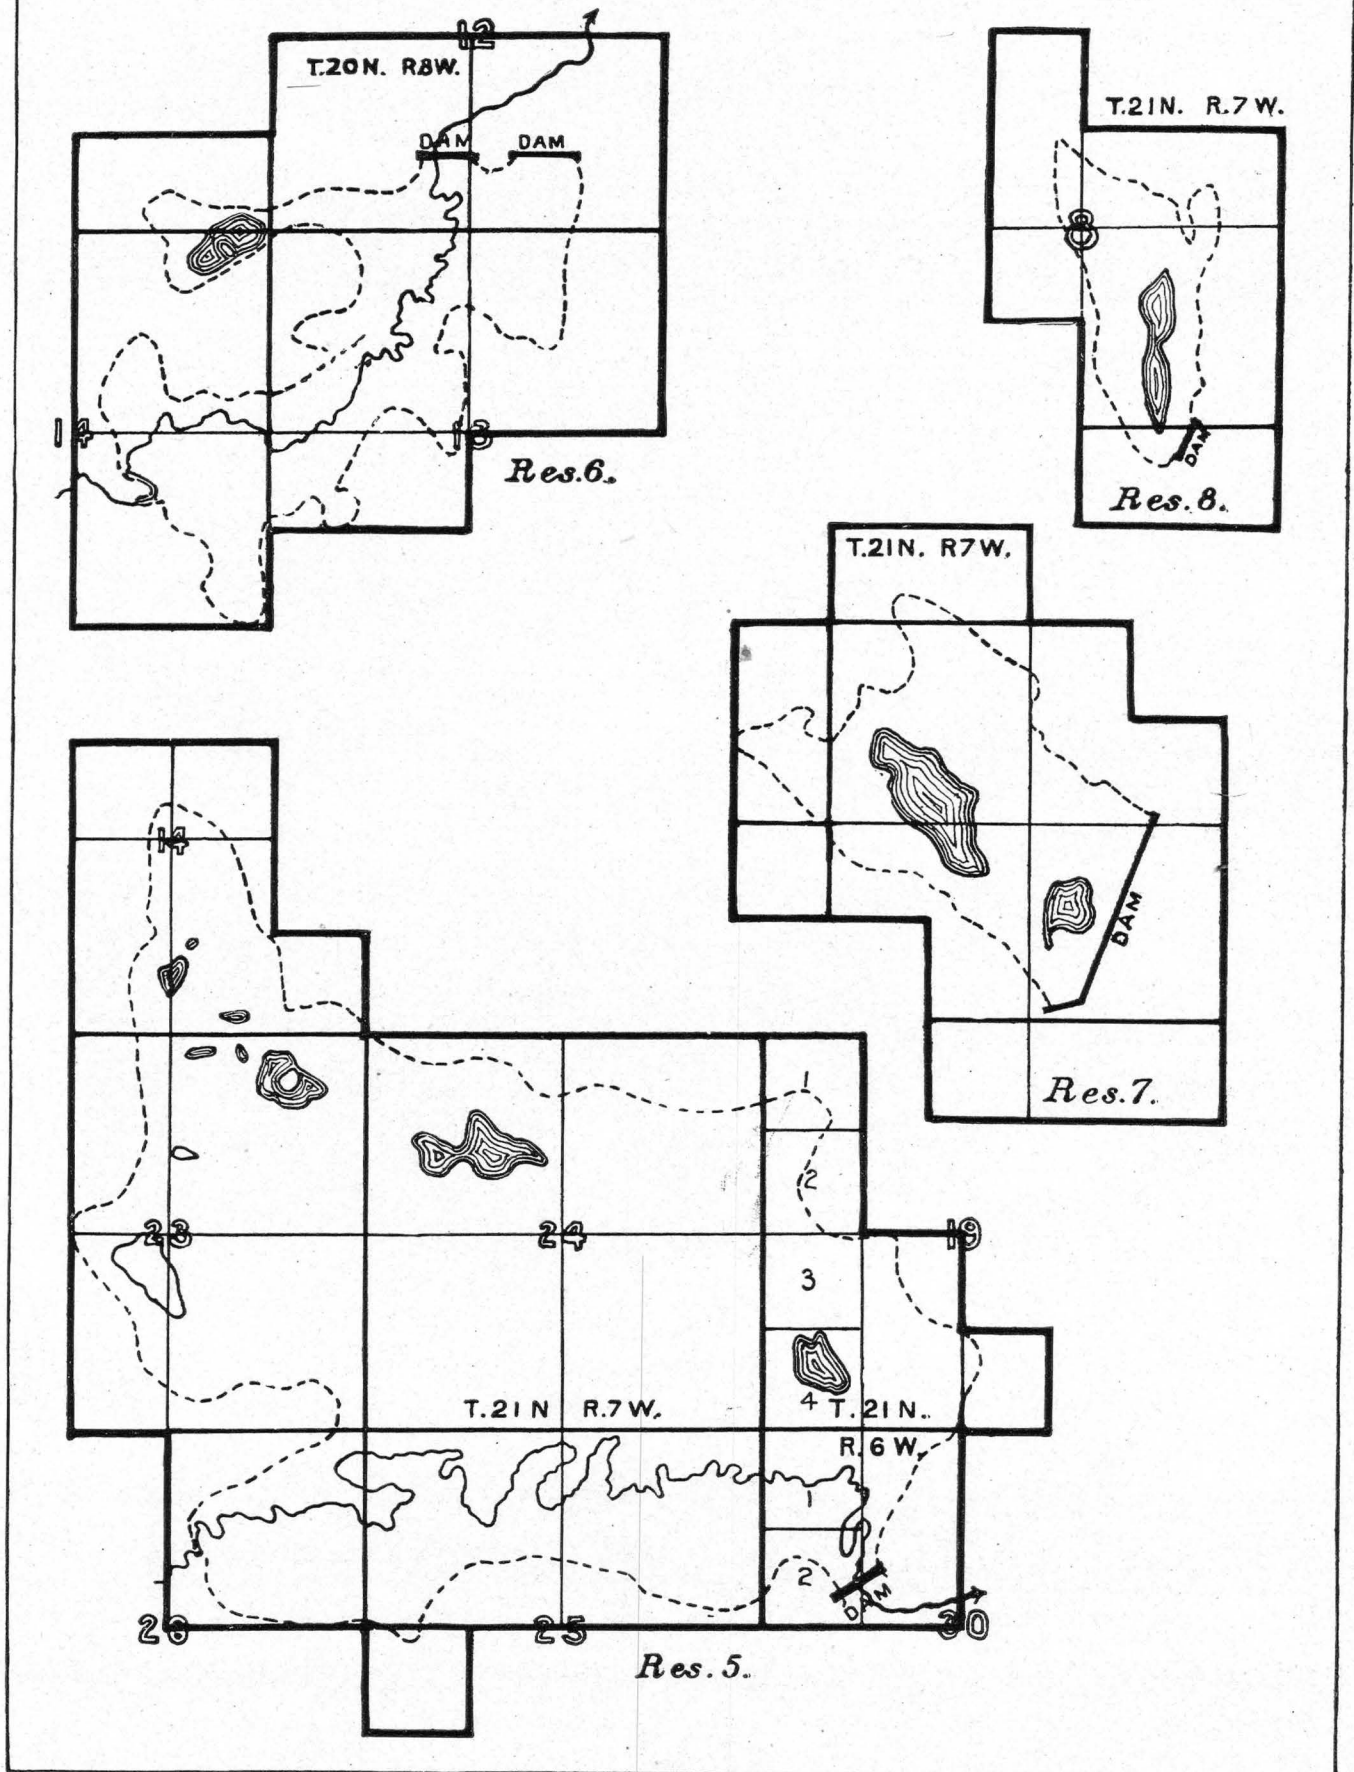 12
T.20N. R8W.
DAM
DAM
14
13
Res.6.
T.21N. R.7W.
8
DAM
Res.8.
T.21N. R7W.
DAM
Res.7.
14
1
2
23
24
19
3
4
T.21N R.7W.
T.21N.
R.6W.
1
2
DAM
26
25
30
Res.5.